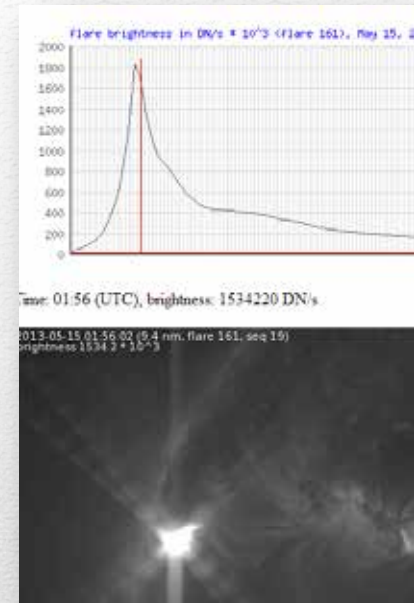 Flare brightness in DN/s * 10^3 (Flare 161), May 15, 2
2000
1800
1600
1400
1200
1000
800
600
400
200
0
Time: 01:56 (UTC), brightness: 1534220 DN/s
2013-05-15 01:56:02 (9.4 nm, flare 161, seq 19)
brightness 1534.2 * 10^3